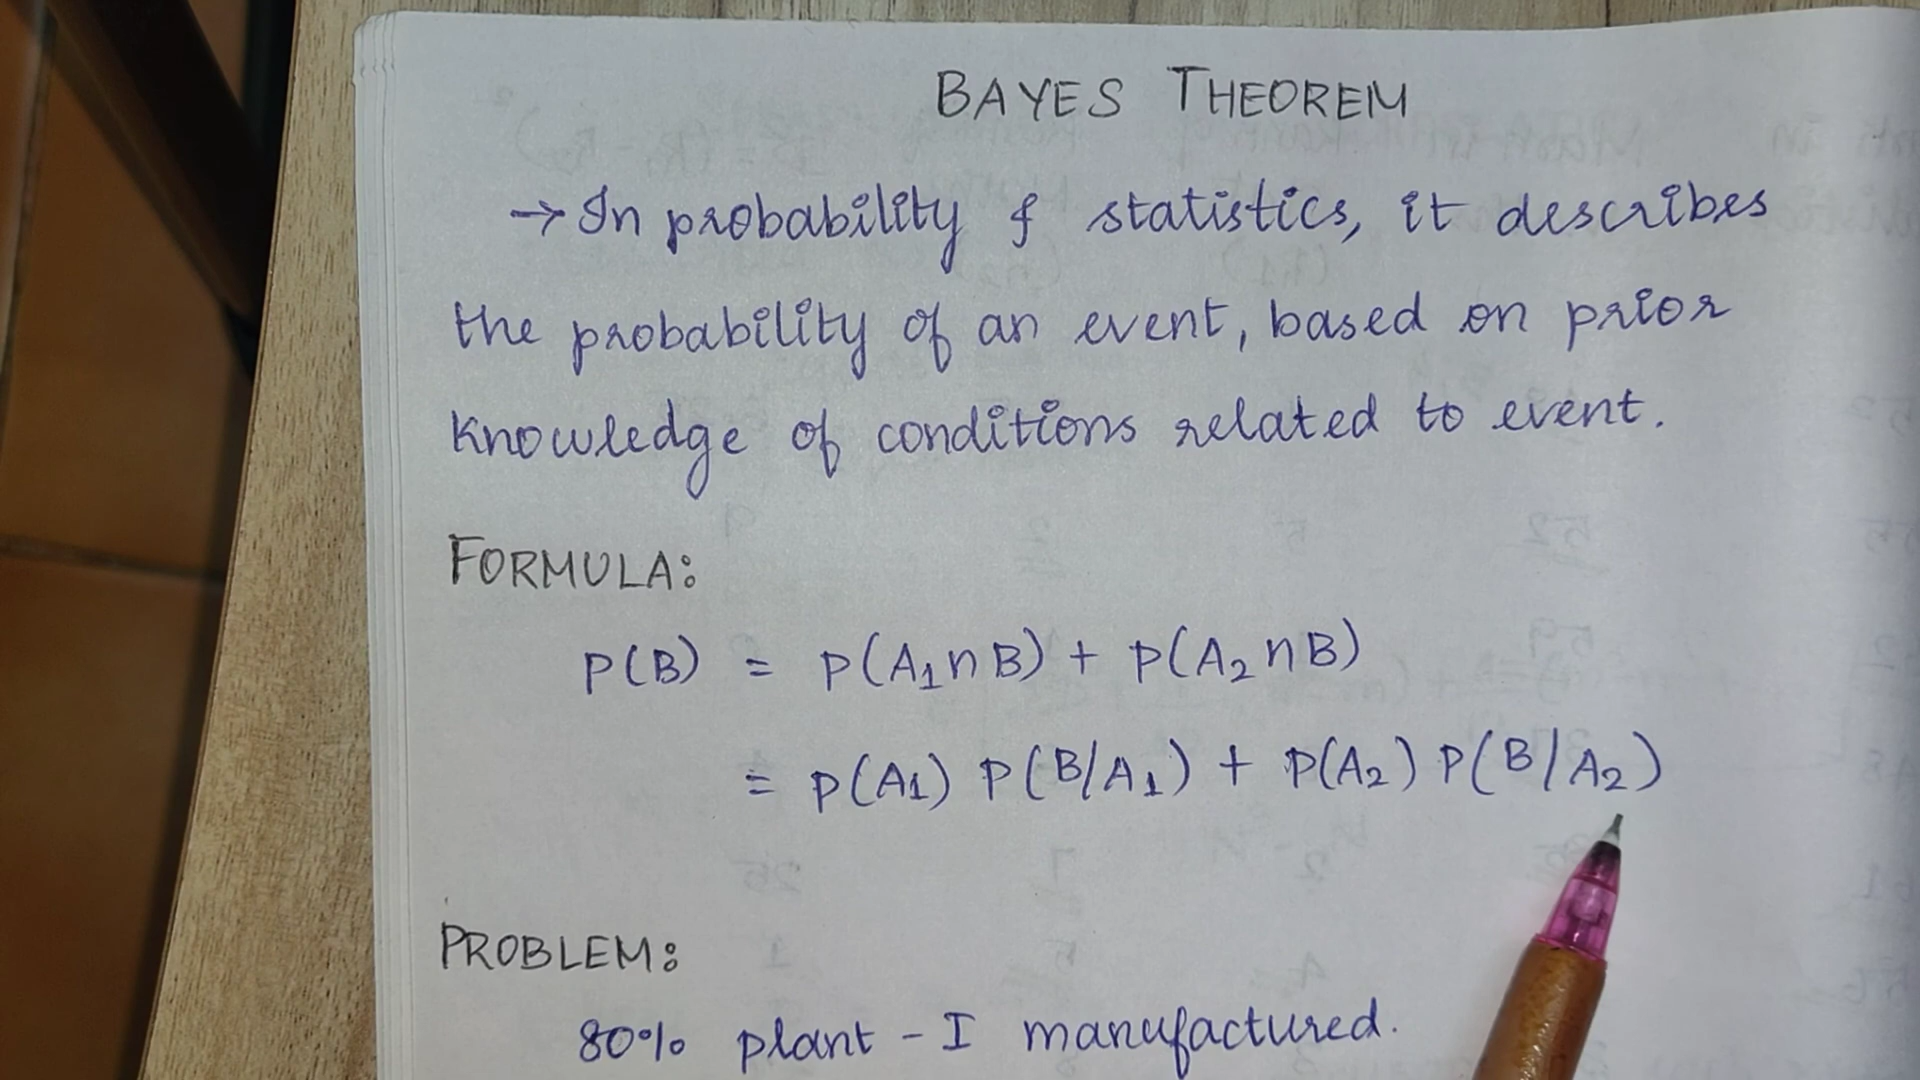 BAYES THEOREM
→ In probability & statistics, it describes
the probability of an event, based on prior
knowledge of conditions related to event.
FORMULA:
P(B) = P(A₁∩B) + P(A₂∩B)
= P(A₁) P(B/A₁) + P(A₂) P(B/A₂)
PROBLEM:
80% plant - I manufactured.